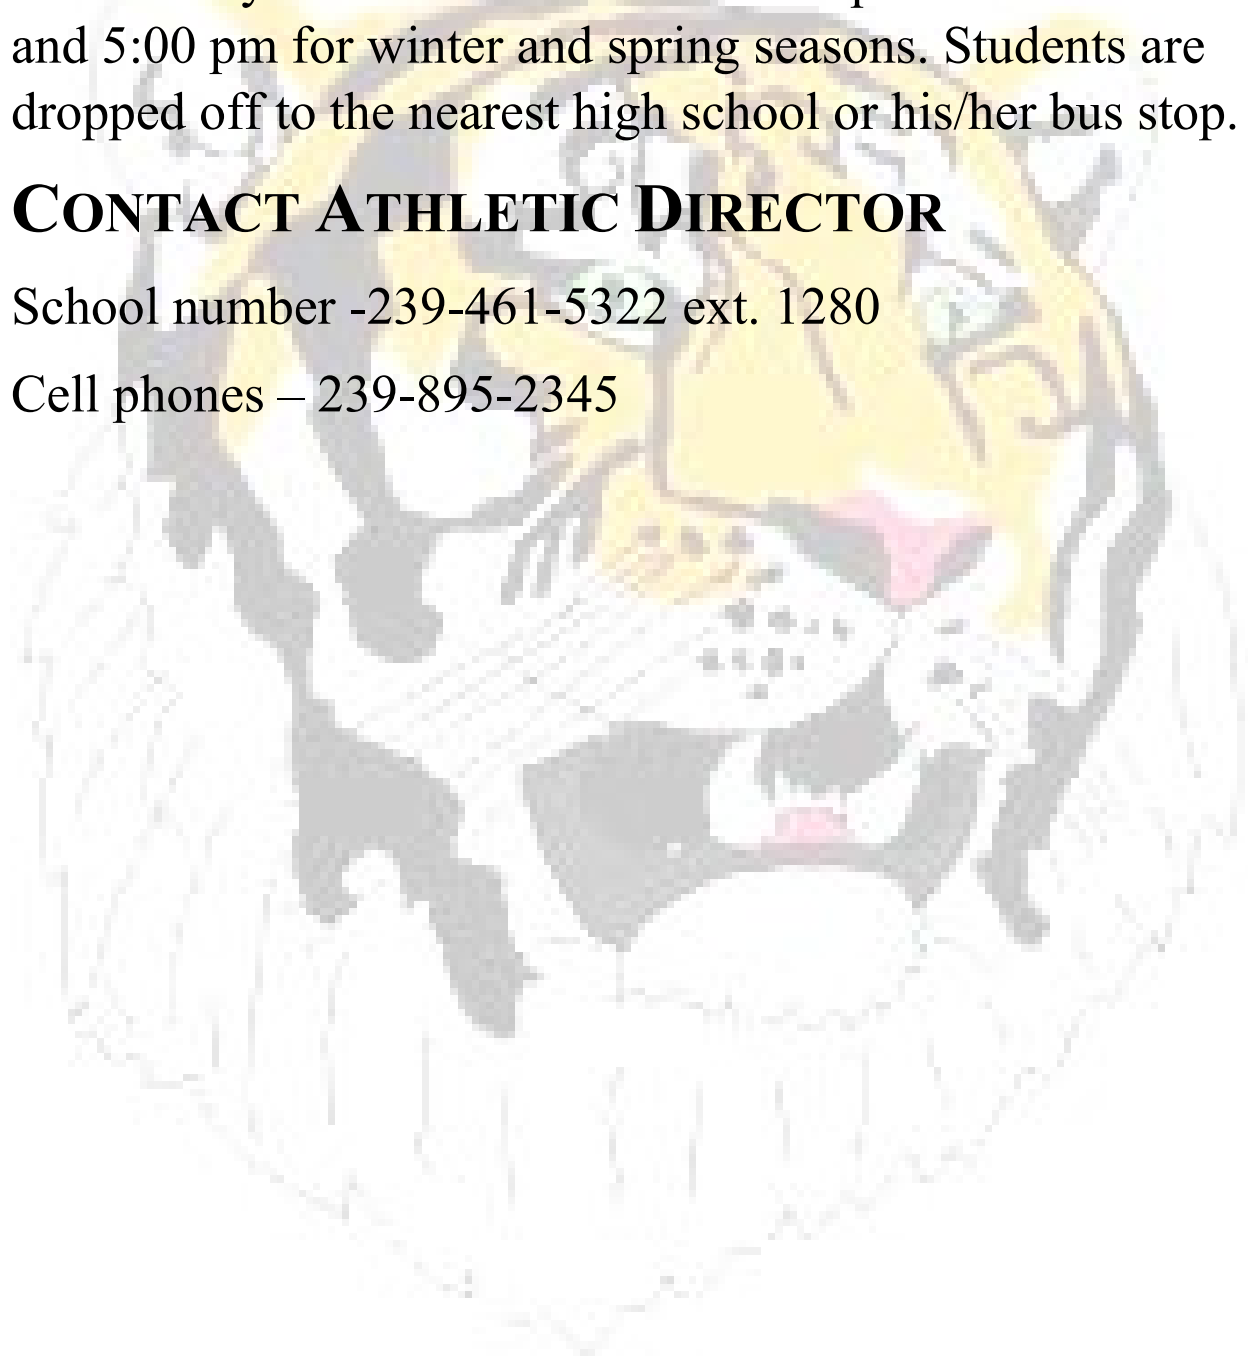 and 5:00 pm for winter and spring seasons. Students are
dropped off to the nearest high school or his/her bus stop.
CONTACT ATHLETIC DIRECTOR
School number -239-461-5322 ext. 1280
Cell phones – 239-895-2345